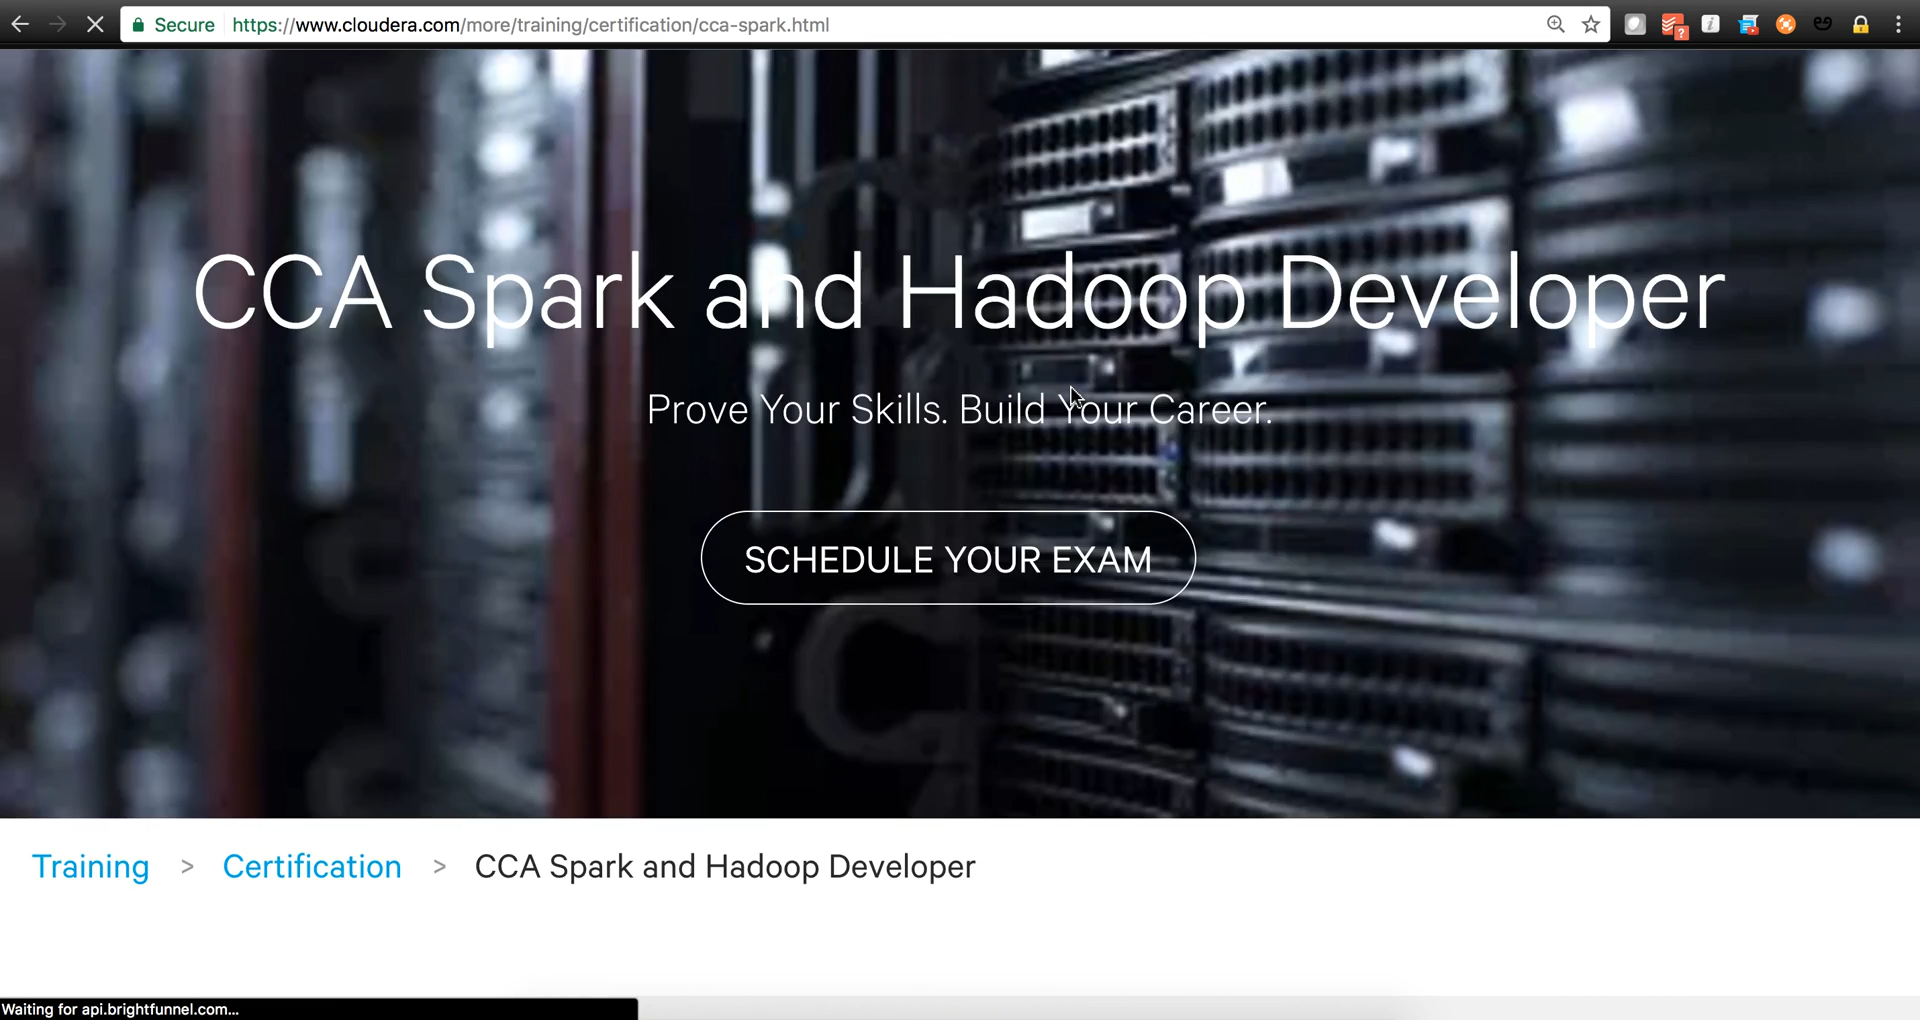 Secure https://www.cloudera.com/more/training/certification/cca-spark.html
CCA Spark and Hadoop Developer
Prove Your Skills. Build Your Career.
SCHEDULE YOUR EXAM
Training > Certification > CCA Spark and Hadoop Developer
Waiting for api.brightfunnel.com...